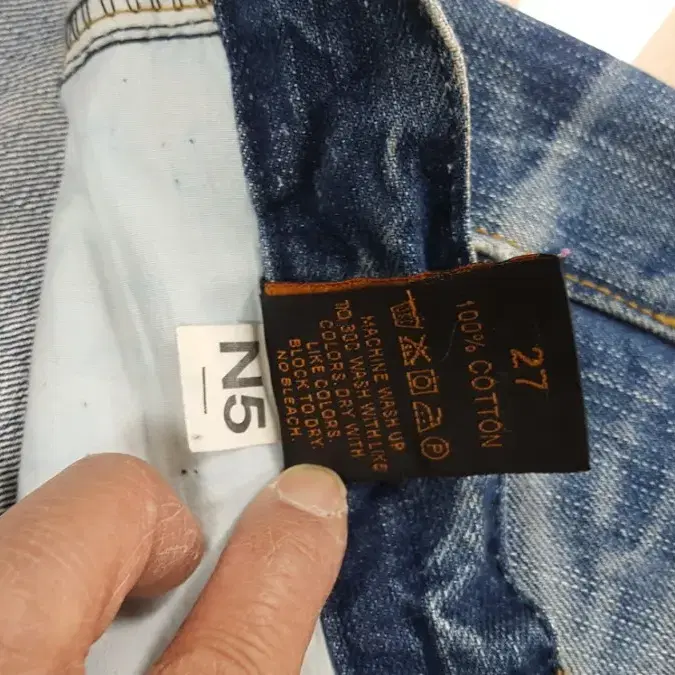 27
100% COTTON
P
MACHINE WASH UP
TO 30D WASH WITH LIKE
COLORS. DRY WITH
LIKE COLORS.
BLOCK TO DRY.
NO BLEACH.
N5